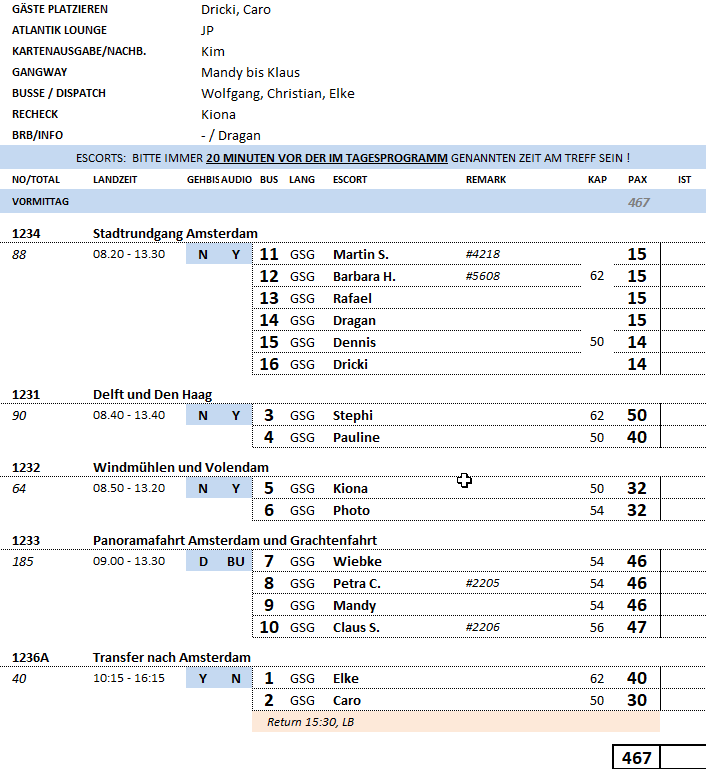 GÄSTE PLATZIEREN Dricki, Caro
ATLANTIK LOUNGE JP
KARTENAUSGABE/NACHB. Kim
GANGWAY Mandy bis Klaus
BUSSE / DISPATCH Wolfgang, Christian, Elke
RECHECK Kiona
BRB/INFO - / Dragan
ESCORTS: BITTE IMMER 20 MINUTEN VOR DER IM TAGESPROGRAMM GENANNTEN ZEIT AM TREFF SEIN !
NO/TOTAL LANDZEIT GEHBIS AUDIO BUS LANG ESCORT REMARK KAP PAX IST
VORMITTAG 467
1234 Stadtrundgang Amsterdam
88 08.20 - 13.30 N Y 11 GSG Martin S. #4218 15
12 GSG Barbara H. #5608 62 15
13 GSG Rafael 15
14 GSG Dragan 15
15 GSG Dennis 50 14
16 GSG Dricki 14
1231 Delft und Den Haag
90 08.40 - 13.40 N Y 3 GSG Stephi 62 50
4 GSG Pauline 50 40
1232 Windmühlen und Volendam
64 08.50 - 13.20 N Y 5 GSG Kiona 50 32
6 GSG Photo 54 32
1233 Panoramafahrt Amsterdam und Grachtenfahrt
185 09.00 - 13.30 D BU 7 GSG Wiebke 54 46
8 GSG Petra C. #2205 54 46
9 GSG Mandy 54 46
10 GSG Claus S. #2206 56 47
1236A Transfer nach Amsterdam
40 10:15 - 16:15 Y N 1 GSG Elke 62 40
2 GSG Caro 50 30
Return 15:30, LB
467